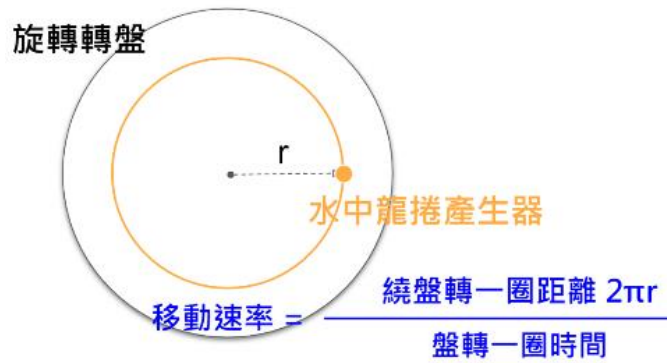 旋轉轉盤
r
水中龍捲產生器
繞盤轉一圈距離 2πr
移動速率 =
盤轉一圈時間